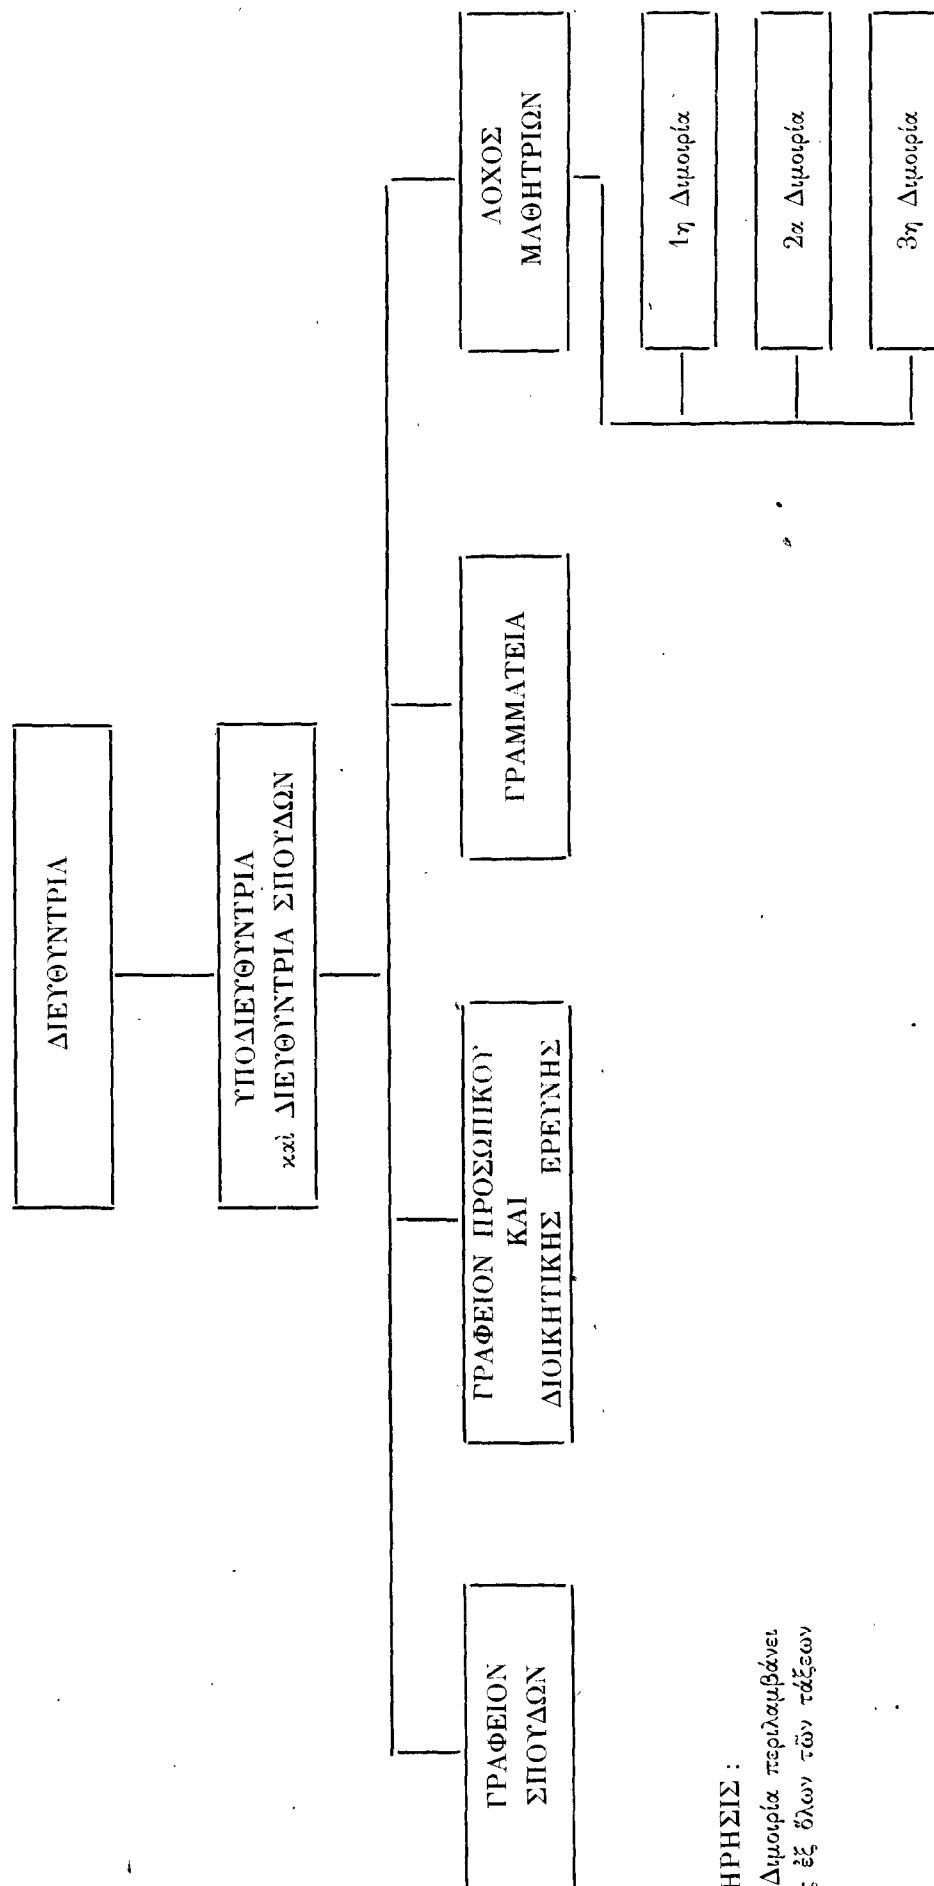 ΔΙΕΥΘΥΝΤΡΙΑ
ΥΠΟΔΙΕΥΘΥΝΤΡΙΑ
καὶ ΔΙΕΥΘΥΝΤΡΙΑ ΣΠΟΥΔΩΝ
ΓΡΑΦΕΙΟΝ
ΣΠΟΥΔΩΝ
ΓΡΑΦΕΙΟΝ ΠΡΟΣΩΠΙΚΟΥ
ΚΑΙ
ΔΙΟΙΚΗΤΙΚΗΣ ΕΡΕΥΝΗΣ
ΓΡΑΜΜΑΤΕΙΑ
ΛΟΧΟΣ
ΜΑΘΗΤΡΙΩΝ
1η Διμοιρία
2α Διμοιρία
3η Διμοιρία
ΗΡΗΣΙΣ :
Διμοιρία περιλαμβάνει
ἐξ ὅλων τῶν τάξεων